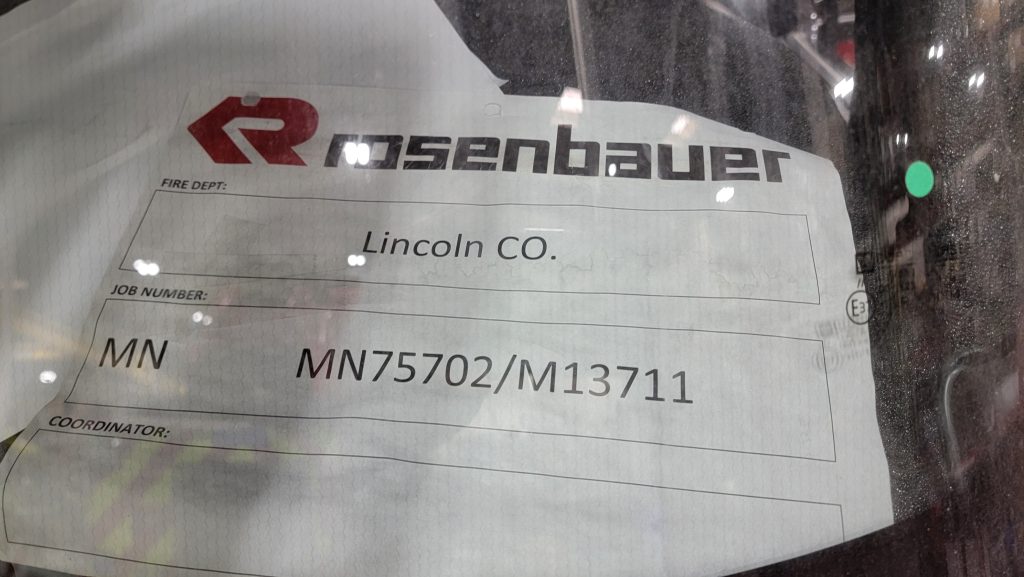 rosenbauer
FIRE DEPT:
Lincoln CO.
JOB NUMBER:
MN MN75702/M13711
COORDINATOR: